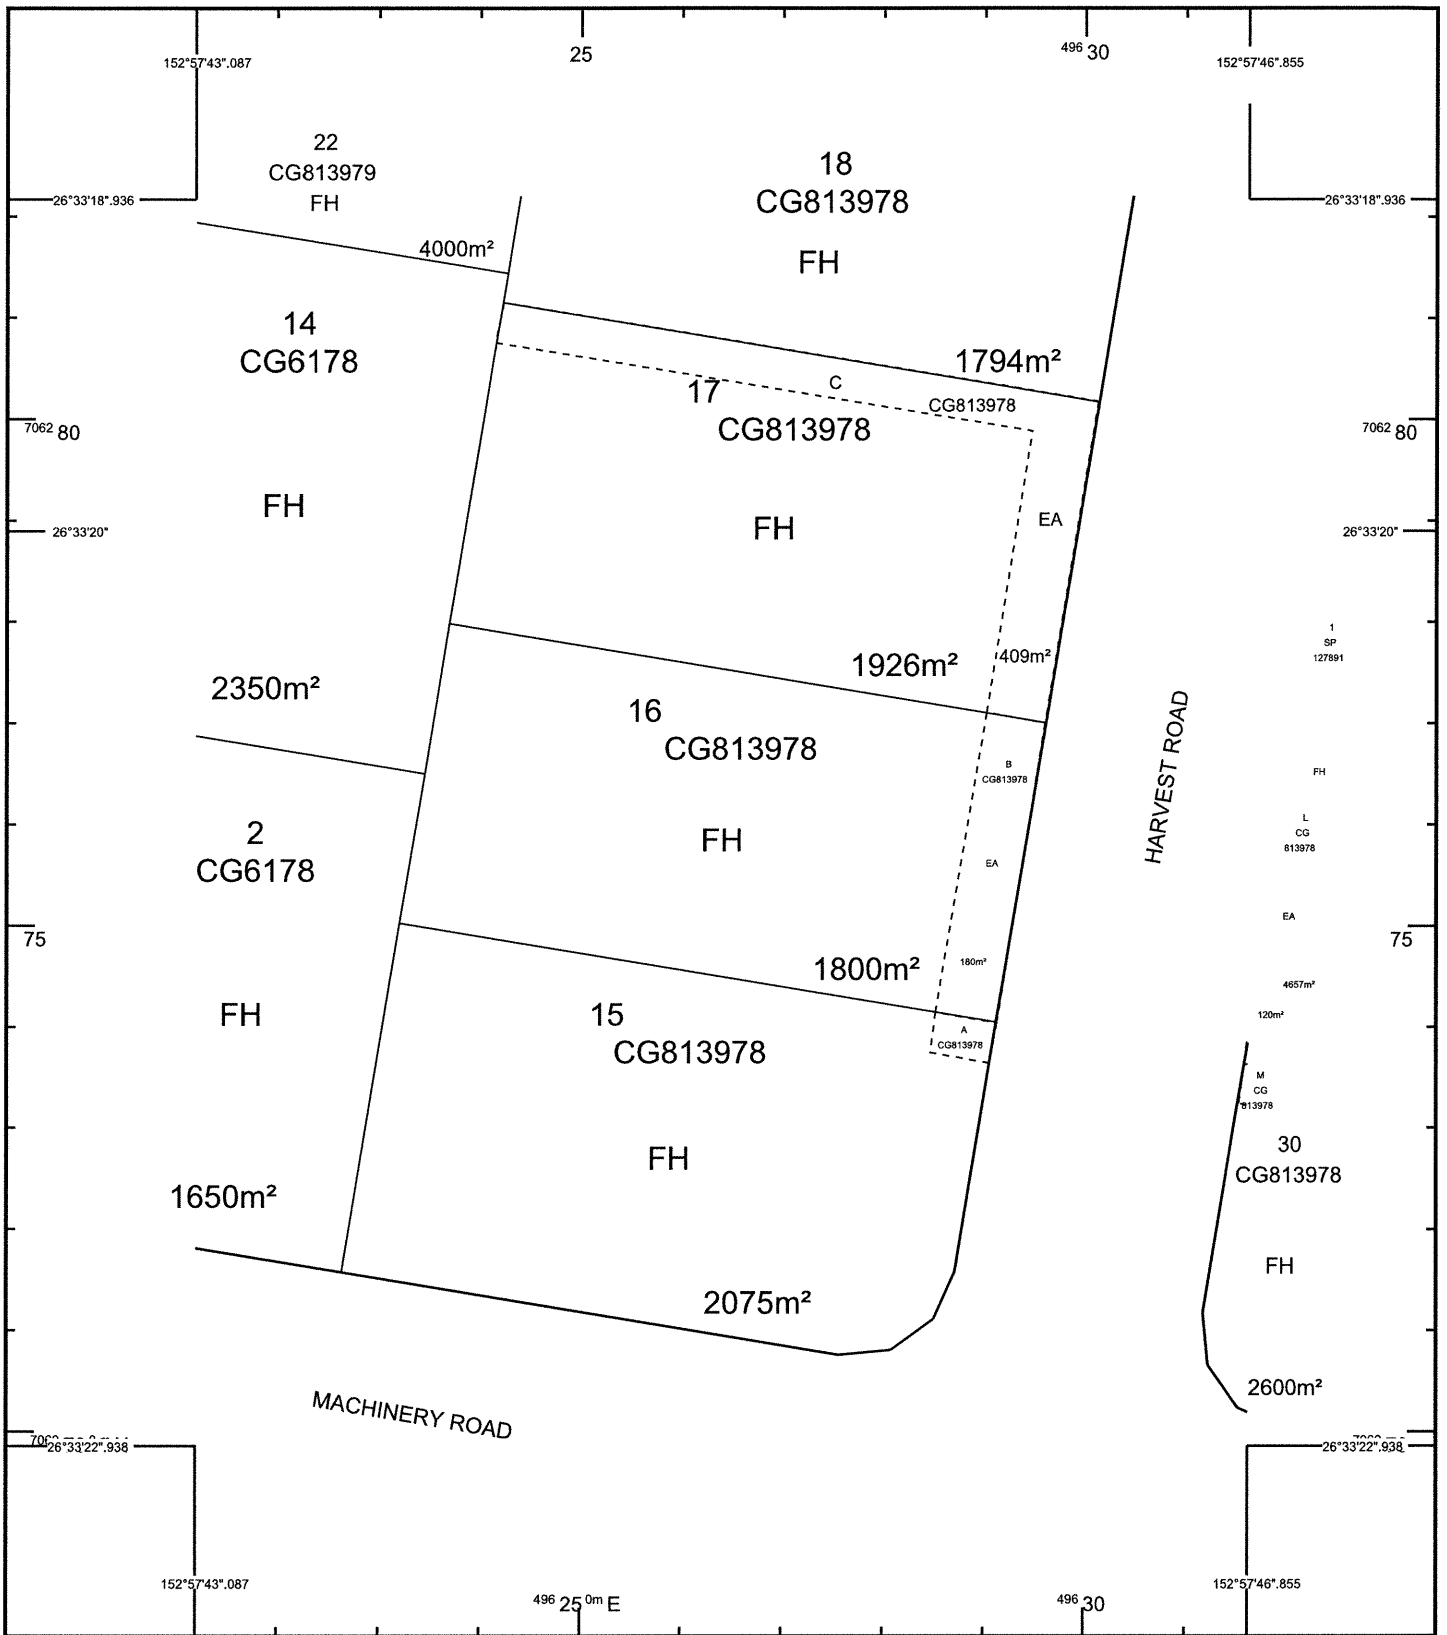 25
496 30
152°57'43".087
152°57'46".855
22
CG813979
FH
18
CG813978
FH
26°33'18".936
26°33'18".936
4000m²
14
CG6178
FH
1794m²
C
CG813978
17
CG813978
FH
7062 80
7062 80
EA
26°33'20"
26°33'20"
1
SP
127891
2350m²
1926m²
409m²
16
CG813978
FH
B
CG813978
EA
HARVEST ROAD
FH
L
CG
813978
2
CG6178
FH
EA
75
75
1800m²
180m²
4657m²
120m²
15
CG813978
FH
A
CG813978
M
CG
813978
30
CG813978
FH
1650m²
2075m²
2600m²
MACHINERY ROAD
26°33'22".938
26°33'22".938
152°57'43".087
152°57'46".855
496 25 0m E
496 30